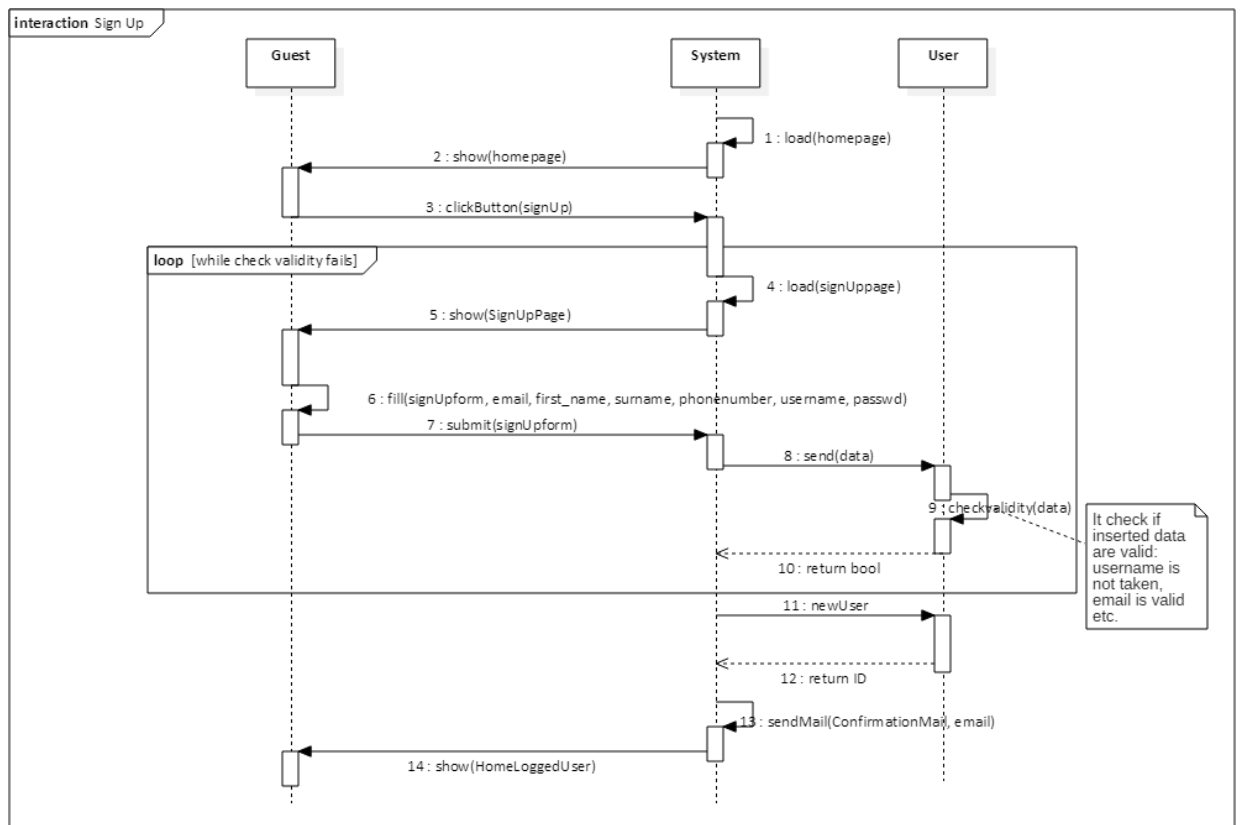 interaction Sign Up
Guest
System
User
1 : load(homepage)
2 : show(homepage)
3 : clickButton(signUp)
loop [while check validity fails]
4 : load(signUppage)
5 : show(SignUpPage)
6 : fill(signUpform, email, first_name, surname, phonenumber, username, passwd)
7 : submit(signUpform)
8 : send(data)
9 : checkvalidity(data)
It check if
inserted data
are valid:
username is
not taken,
email is valid
etc.
10 : return bool
11 : newUser
12 : return ID
13 : sendMail(ConfirmationMail, email)
14 : show(HomeLoggedUser)